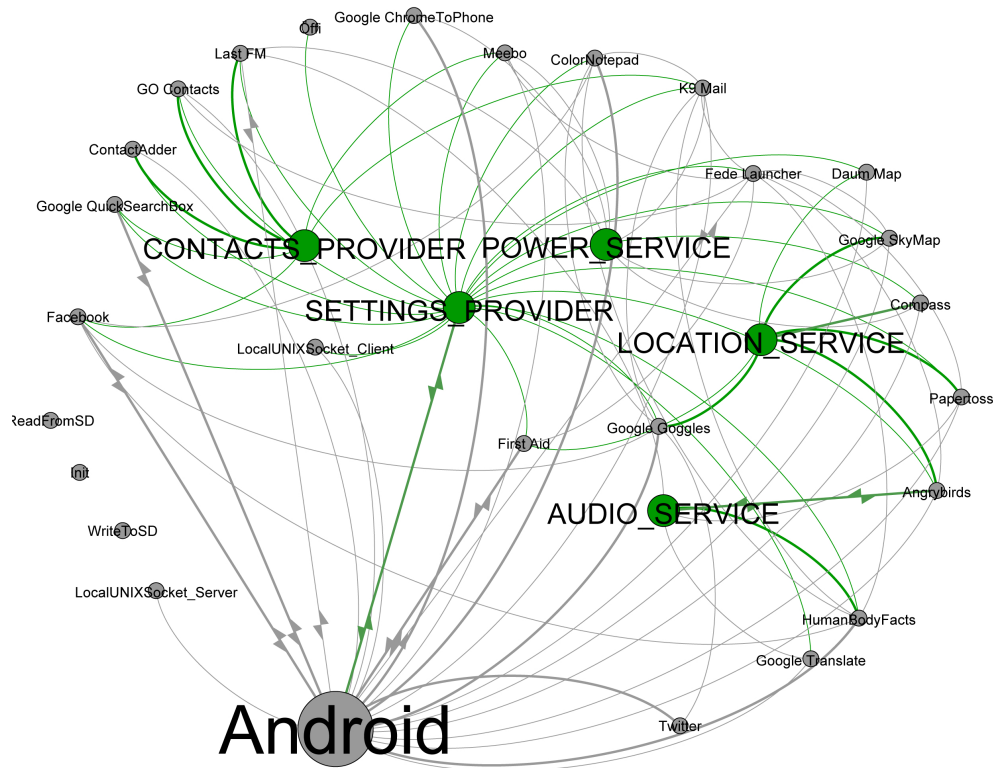 Google ChromeToPhone
Offi
Last FM
Meebo
ColorNotepad
GO Contacts
K9 Mail
ContactAdder
Fede Launcher
Daum Map
Google QuickSearchBox
Google SkyMap
CONTACTS_PROVIDER
POWER_SERVICE
SETTINGS_PROVIDER
Compass
Facebook
LocalUNIXSocket_Client
LOCATION_SERVICE
Papertoss
ReadFromSD
Google Goggles
First Aid
Init
Angrybirds
AUDIO_SERVICE
WriteToSD
LocalUNIXSocket_Server
HumanBodyFacts
Google Translate
Android
Twitter